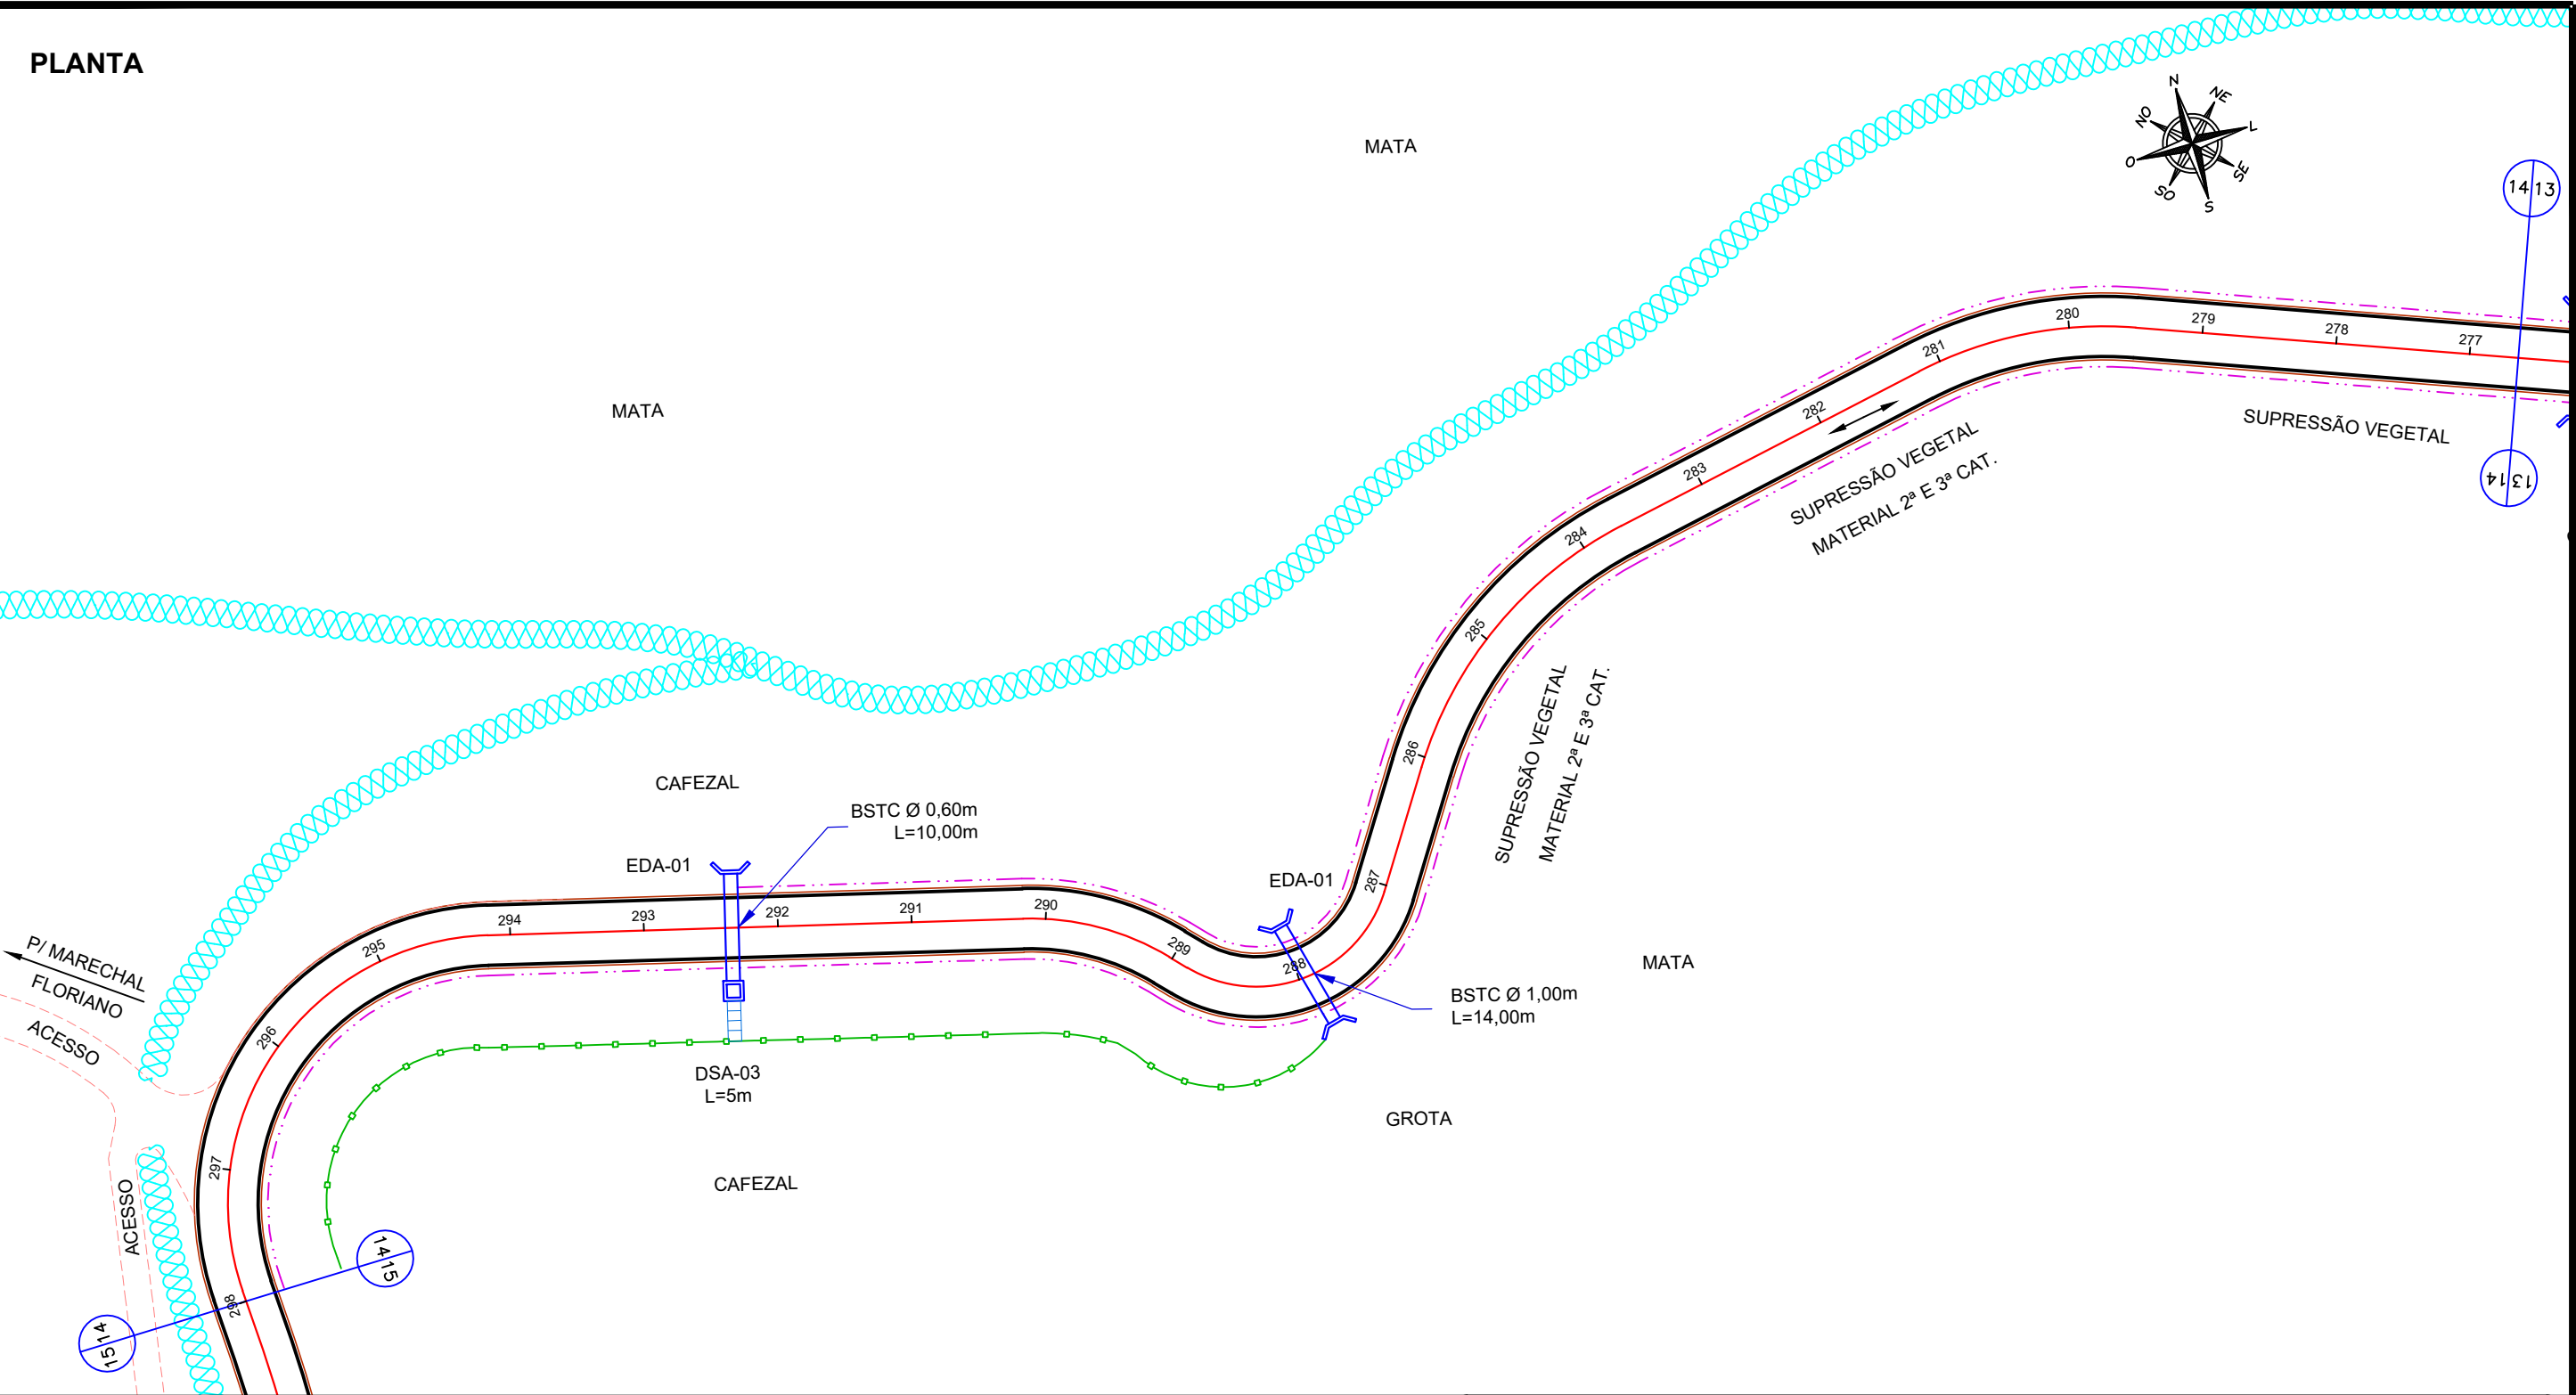 PLANTA
MATA
MATA
N
NE
L
SE
S
SO
O
NO
14 13
13 14
280
279
278
277
281
282
283
284
285
286
287
288
289
290
291
292
293
294
295
296
297
298
SUPRESSÃO VEGETAL
SUPRESSÃO VEGETAL
MATERIAL 2ª E 3ª CAT.
SUPRESSÃO VEGETAL
MATERIAL 2ª E 3ª CAT.
CAFEZAL
BSTC Ø 0,60m
L=10,00m
EDA-01
EDA-01
P/ MARECHAL
FLORIANO
ACESSO
MATA
BSTC Ø 1,00m
L=14,00m
DSA-03
L=5m
GROTA
CAFEZAL
ACESSO
14 15
15 14